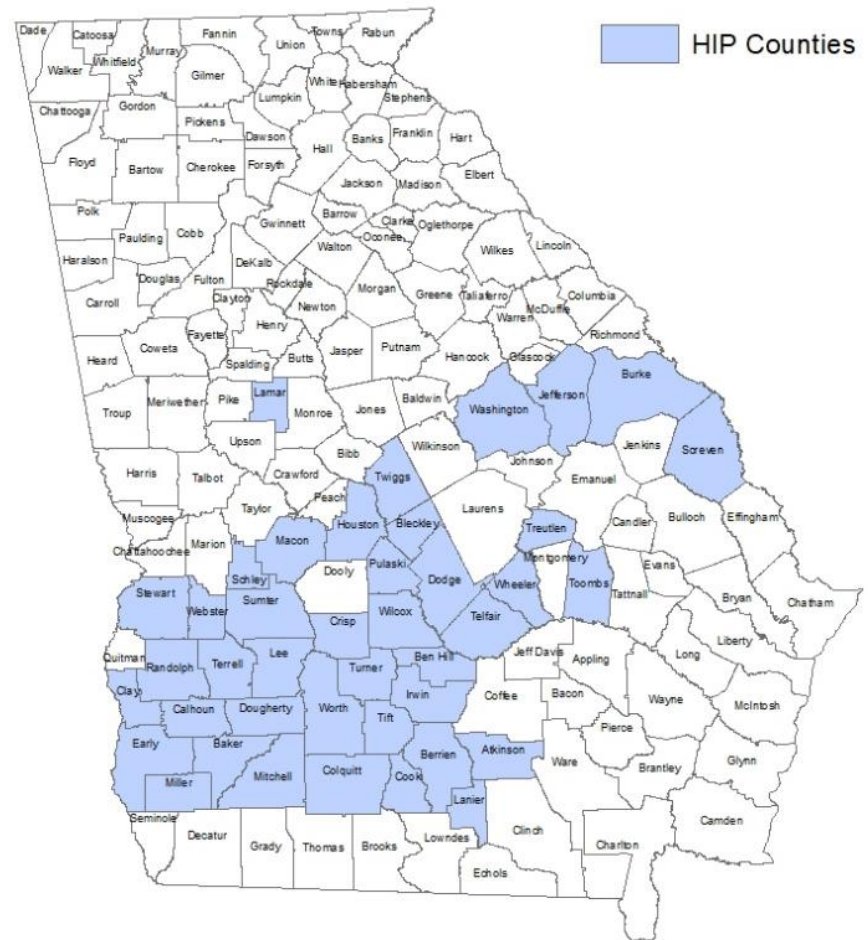 HIP Counties
Dade
Catoosa
Fannin
Towns
Rabun
Union
Murray
Whitfield
Walker
Gilmer
White
Habersham
Lumpkin
Stephens
Chattooga
Gordon
Pickens
Dawson
Hall
Banks
Franklin
Hart
Floyd
Bartow
Cherokee
Forsyth
Jackson
Madison
Elbert
Polk
Paulding
Cobb
Gwinnett
Barrow
Clarke
Oconee
Oglethorpe
Wilkes
Lincoln
Haralson
Douglas
Fulton
DeKalb
Walton
Rockdale
Carroll
Clayton
Newton
Morgan
Greene
Taliaferro
Columbia
McDuffie
Warren
Richmond
Heard
Coweta
Fayette
Henry
Spalding
Butts
Jasper
Putnam
Hancock
Glascock
Burke
Jefferson
Washington
Troup
Meriwether
Pike
Lamar
Monroe
Jones
Baldwin
Upson
Bibb
Wilkinson
Jenkins
Screven
Harris
Talbot
Crawford
Twiggs
Johnson
Emanuel
Taylor
Peach
Houston
Bleckley
Laurens
Treutlen
Candler
Bulloch
Effingham
Muscogee
Chattahoochee
Marion
Macon
Dooly
Pulaski
Dodge
Montgomery
Wheeler
Toombs
Evans
Tattnall
Bryan
Chatham
Stewart
Webster
Schley
Sumter
Crisp
Wilcox
Telfair
Liberty
Long
Quitman
Randolph
Terrell
Lee
Turner
Ben Hill
Jeff Davis
Appling
Irwin
Coffee
Bacon
Wayne
McIntosh
Clay
Calhoun
Dougherty
Worth
Tift
Pierce
Early
Baker
Berrien
Atkinson
Ware
Brantley
Glynn
Miller
Mitchell
Colquitt
Cook
Lanier
Seminole
Decatur
Grady
Thomas
Brooks
Lowndes
Clinch
Charlton
Camden
Echols